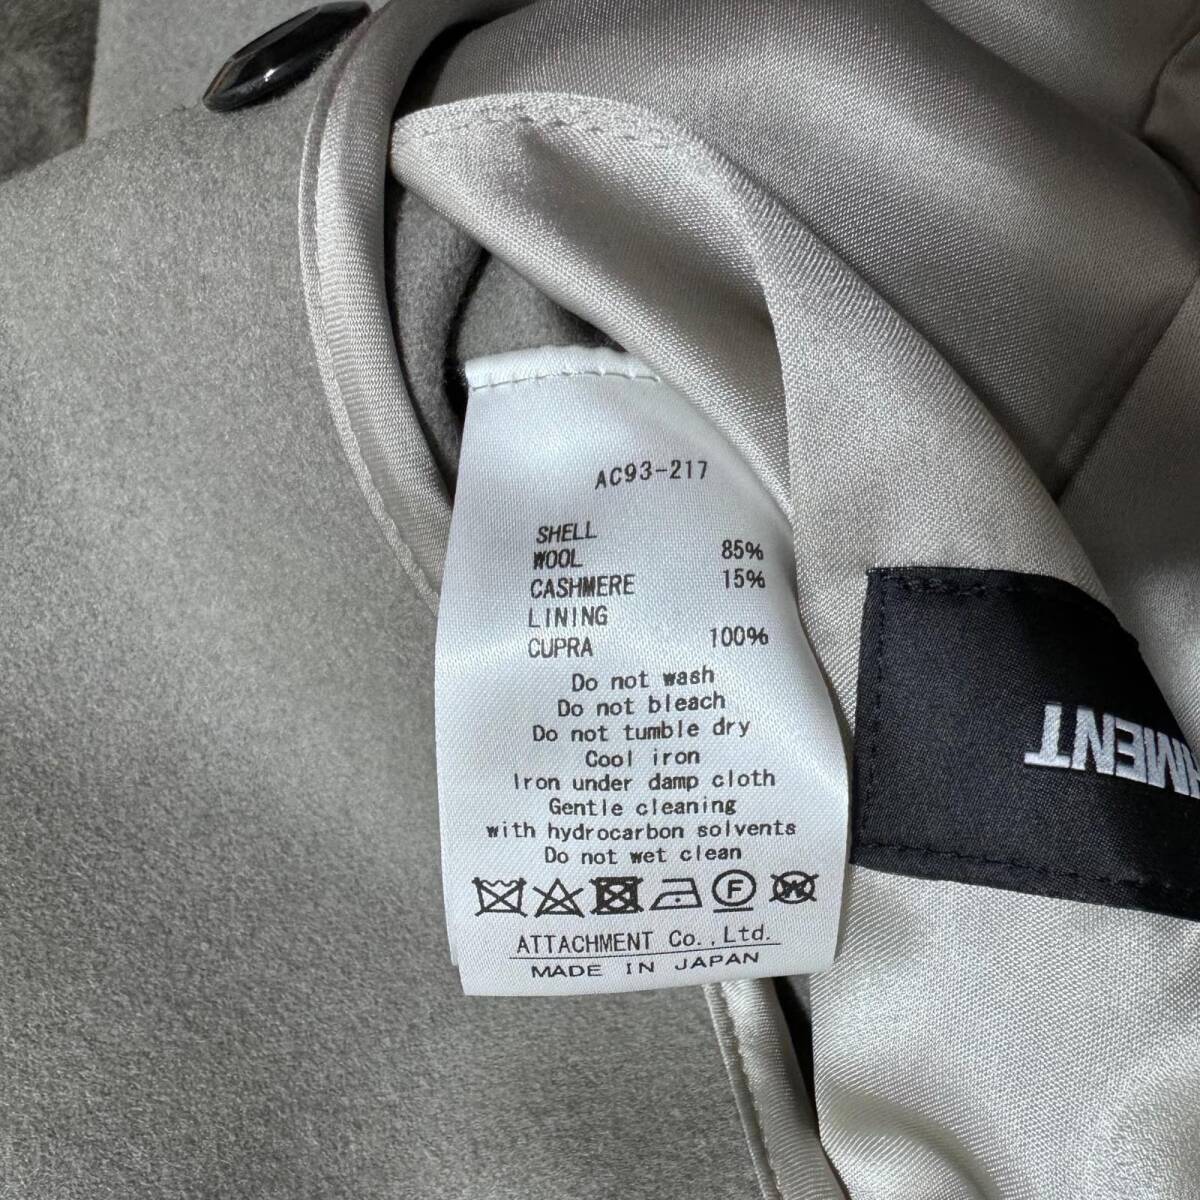 AC93-217
SHELL
WOOL 85%
CASHMERE 15%
LINING
CUPRA 100%
Do not wash
Do not bleach
Do not tumble dry
Cool iron
Iron under damp cloth
Gentle cleaning
with hydrocarbon solvents
Do not wet clean
F W
ATTACHMENT Co.,Ltd.
MADE IN JAPAN
HMENT